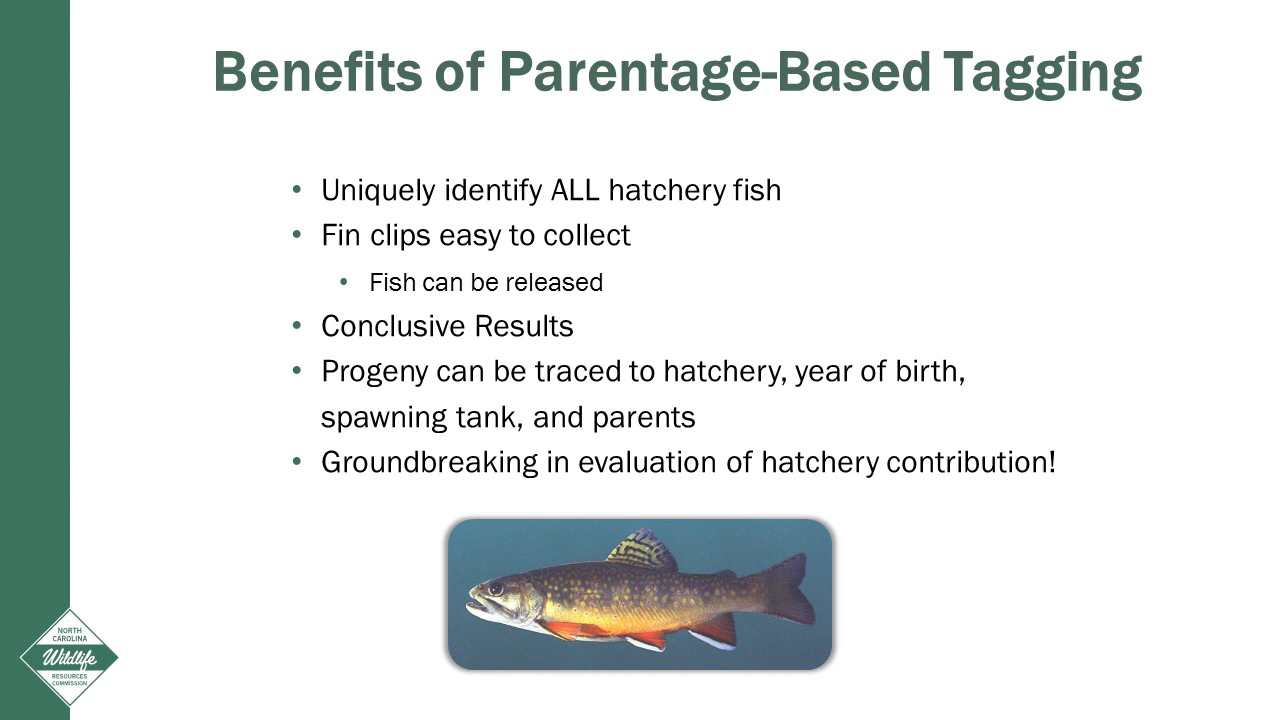 Benefits of Parentage-Based Tagging
• Uniquely identify ALL hatchery fish
• Fin clips easy to collect
• Fish can be released
• Conclusive Results
• Progeny can be traced to hatchery, year of birth,
spawning tank, and parents
• Groundbreaking in evaluation of hatchery contribution!
NORTH
CAROLINA
Wildlife
RESOURCES
COMMISSION